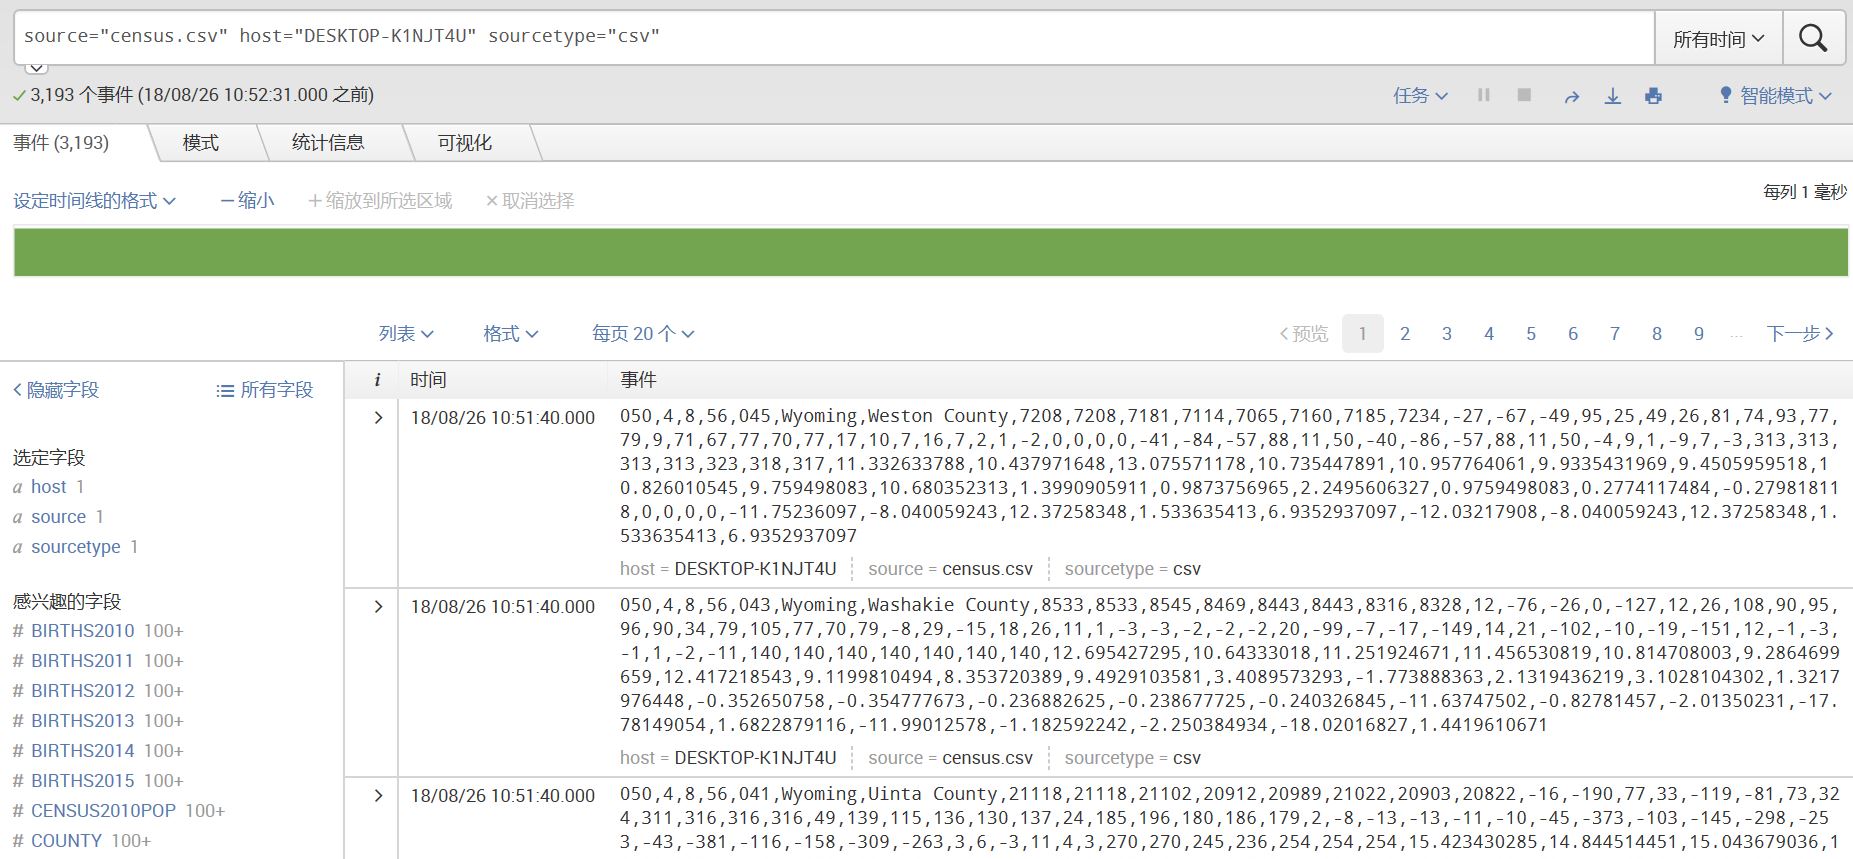 source="census.csv" host="DESKTOP-K1NJT4U" sourcetype="csv"
所有时间
3,193 个事件 (18/08/26 10:52:31.000 之前)
任务
智能模式
事件 (3,193)
模式
统计信息
可视化
设定时间线的格式
—缩小
+缩放到所选区域
×取消选择
每列 1 毫秒
列表
格式
每页 20 个
<预览
1 2 3 4 5 6 7 8 9 ...
下一步>
<隐藏字段
所有字段
选定字段
a host 1
a source 1
a sourcetype 1
感兴趣的字段
# BIRTHS2010 100+
# BIRTHS2011 100+
# BIRTHS2012 100+
# BIRTHS2013 100+
# BIRTHS2014 100+
# BIRTHS2015 100+
# CENSUS2010POP 100+
# COUNTY 100+
i 时间 事件
> 18/08/26 10:51:40.000
050,4,8,56,045,Wyoming,Weston County,7208,7208,7181,7114,7065,7160,7185,7234,-27,-67,-49,95,25,49,26,81,74,93,77,
79,9,71,67,77,70,77,17,10,7,16,7,2,1,-2,0,0,0,0,-41,-84,-57,88,11,50,-40,-86,-57,88,11,50,-4,9,1,-9,7,-3,313,313,
313,313,323,318,317,11.332633788,10.437971648,13.075571178,10.735447891,10.957764061,9.9335431969,9.4505959518,1
0.826010545,9.759498083,10.680352313,1.3990905911,0.9873756965,2.2495606327,0.9759498083,0.2774117484,-0.27981811
8,0,0,0,0,-11.75236097,-8.040059243,12.37258348,1.533635413,6.9352937097,-12.03217908,-8.040059243,12.37258348,1.
533635413,6.9352937097
host = DESKTOP-K1NJT4U source = census.csv sourcetype = csv
> 18/08/26 10:51:40.000
050,4,8,56,043,Wyoming,Washakie County,8533,8533,8545,8469,8443,8443,8316,8328,12,-76,-26,0,-127,12,26,108,90,95,
96,90,34,79,105,77,70,79,-8,29,-15,18,26,11,1,-3,-3,-2,-2,-2,20,-99,-7,-17,-149,14,21,-102,-10,-19,-151,12,-1,-3,
-1,1,-2,-11,140,140,140,140,140,140,140,12.695427295,10.64333018,11.251924671,11.456530819,10.814708003,9.2864699
659,12.417218543,9.1199810494,8.353720389,9.4929103581,3.4089573293,-1.773888363,2.1319436219,3.1028104302,1.3217
976448,-0.352650758,-0.354777673,-0.236882625,-0.238677725,-0.240326845,-11.63747502,-0.82781457,-2.01350231,-17.
78149054,1.6822879116,-11.99012578,-1.182592242,-2.250384934,-18.02016827,1.4419610671
host = DESKTOP-K1NJT4U source = census.csv sourcetype = csv
> 18/08/26 10:51:40.000
050,4,8,56,041,Wyoming,Uinta County,21118,21118,21102,20912,20989,21022,20903,20822,-16,-190,77,33,-119,-81,73,32
4,311,316,316,316,49,139,115,136,130,137,24,185,196,180,186,179,2,-8,-13,-13,-11,-10,-45,-373,-103,-145,-298,-25
3,-43,-381,-116,-158,-309,-263,3,6,-3,11,4,3,270,270,245,236,254,254,254,15.423430285,14.844514451,15.043679036,1